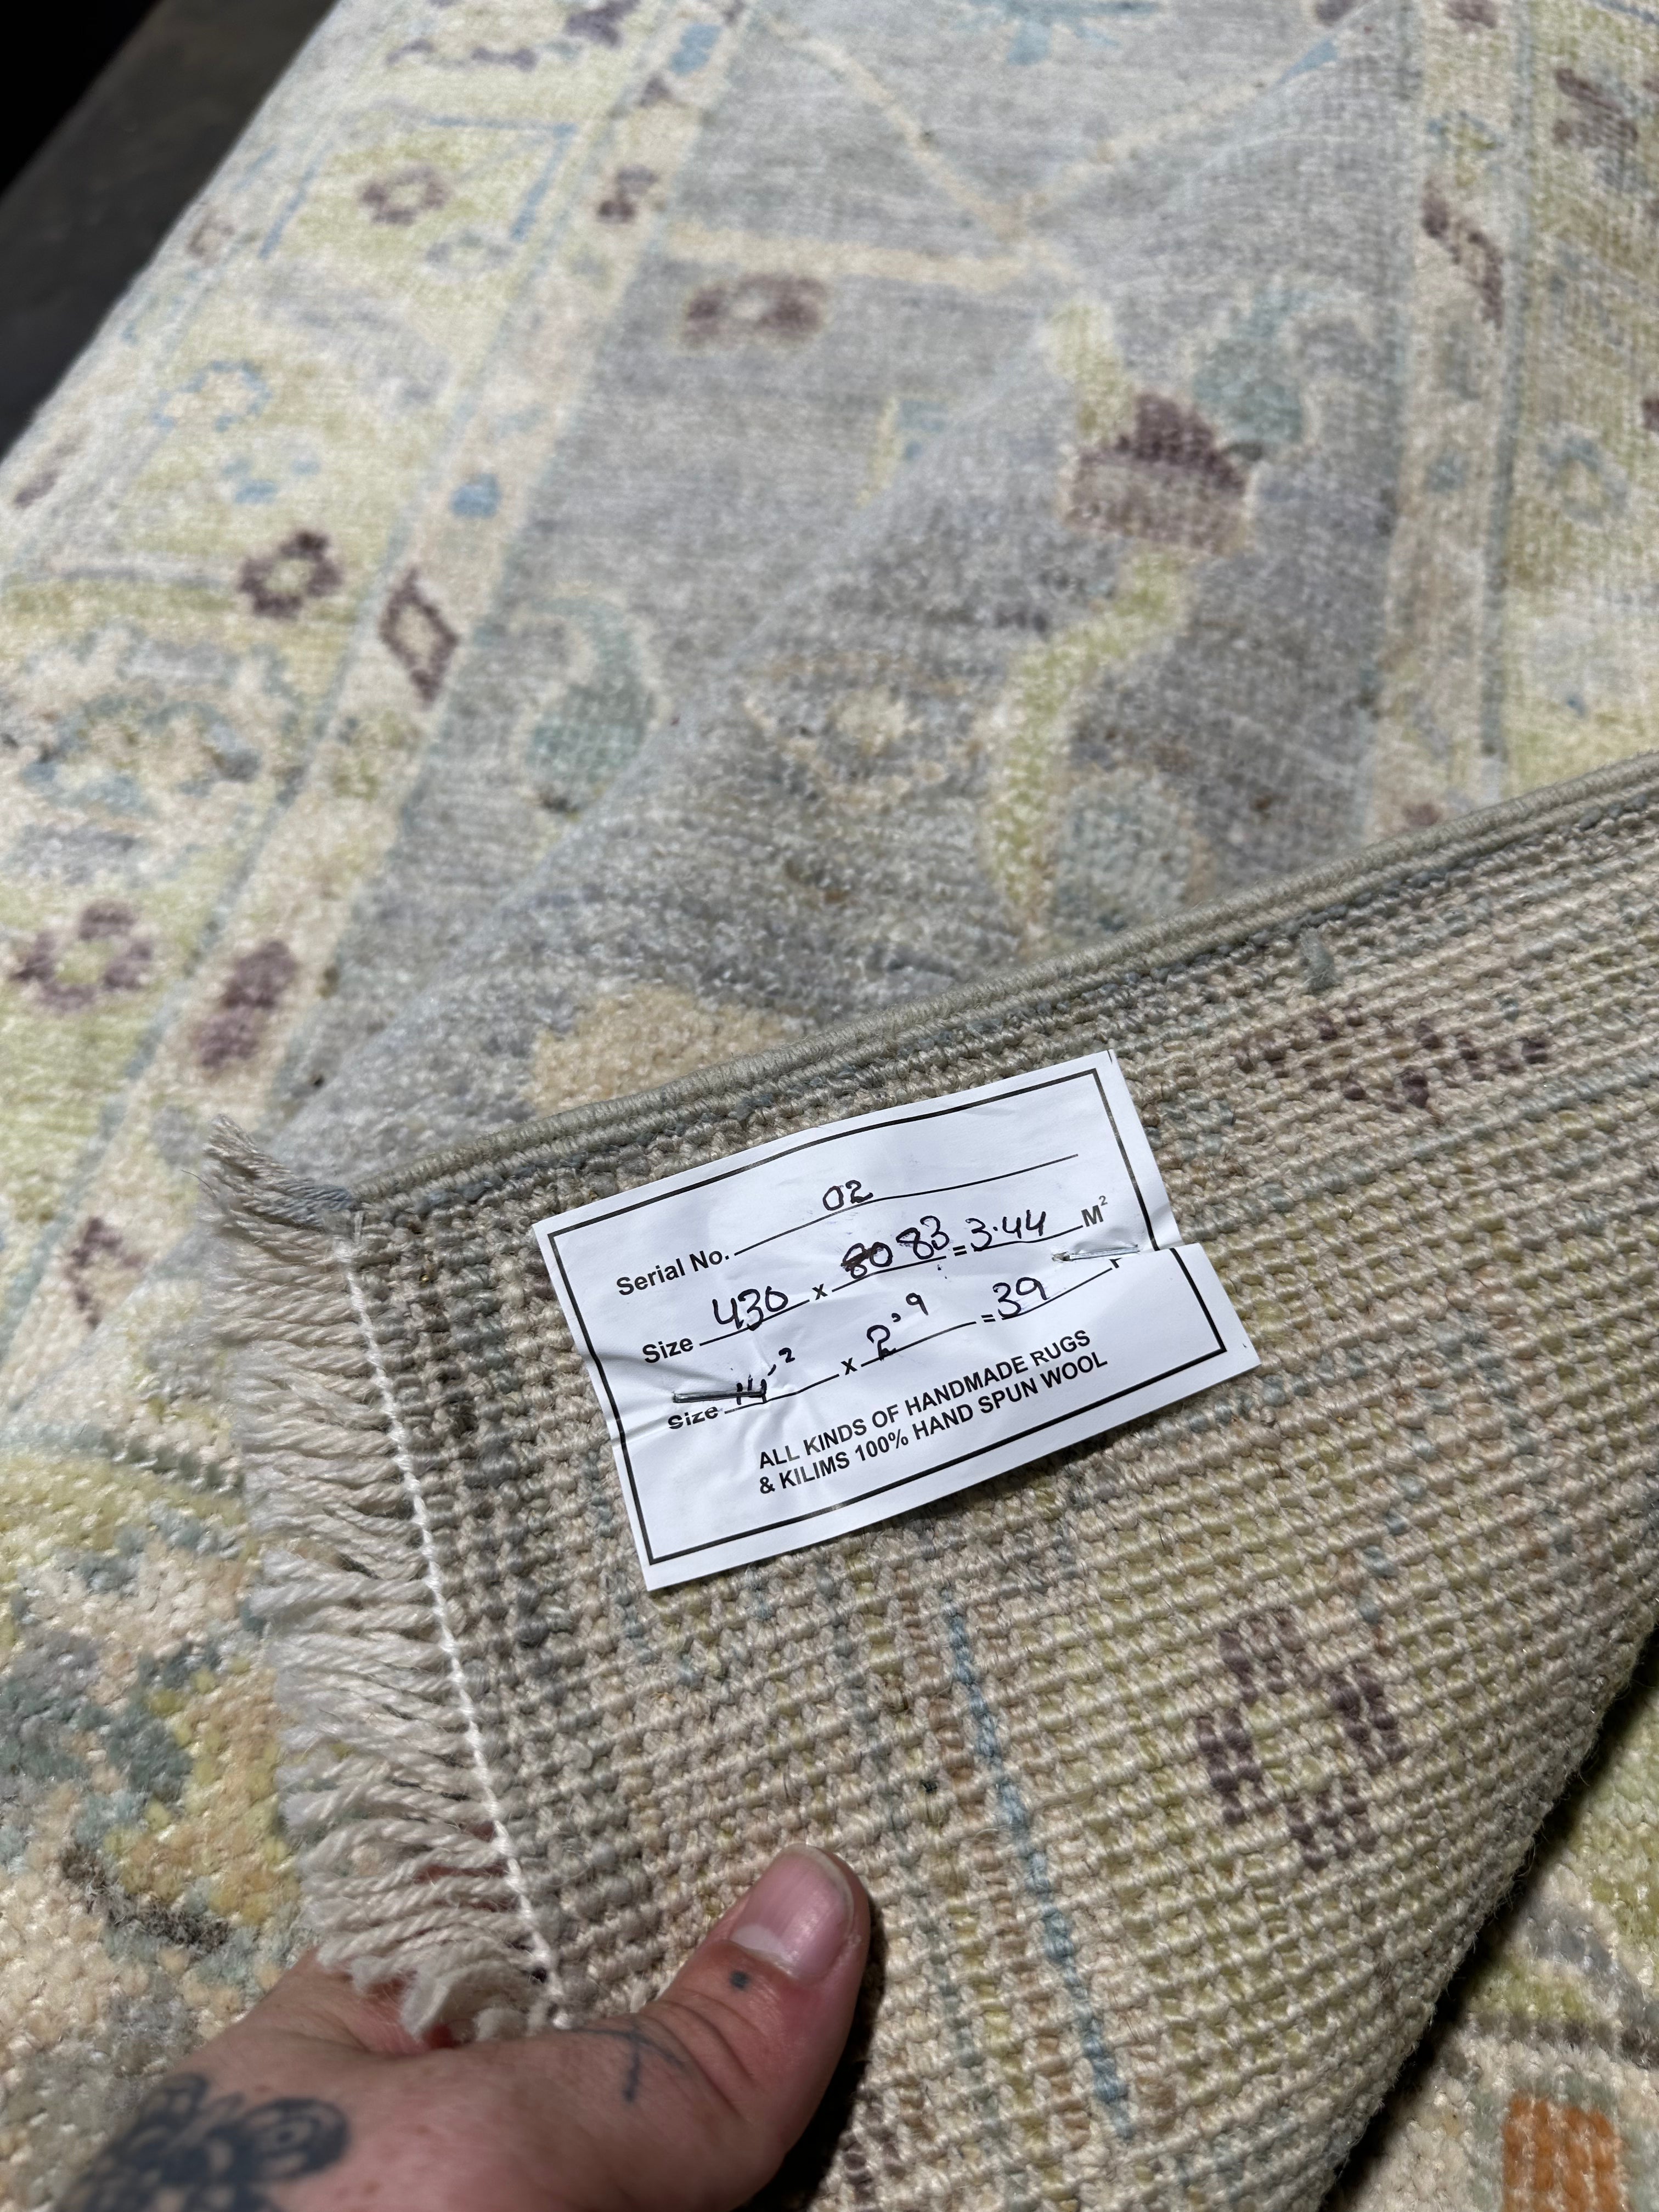 Serial No. 02
Size 430 x 83 = 3.44 M²
Size 14'2 x 2'9 = 39
ALL KINDS OF HANDMADE RUGS
& KILIMS 100% HAND SPUN WOOL